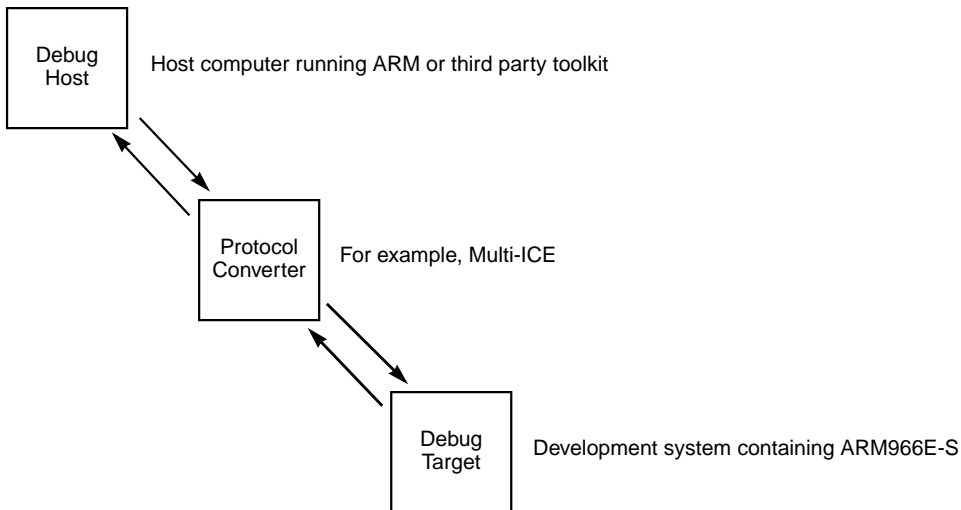 Debug
Host
Host computer running ARM or third party toolkit
Protocol
Converter
For example, Multi-ICE
Debug
Target
Development system containing ARM966E-S